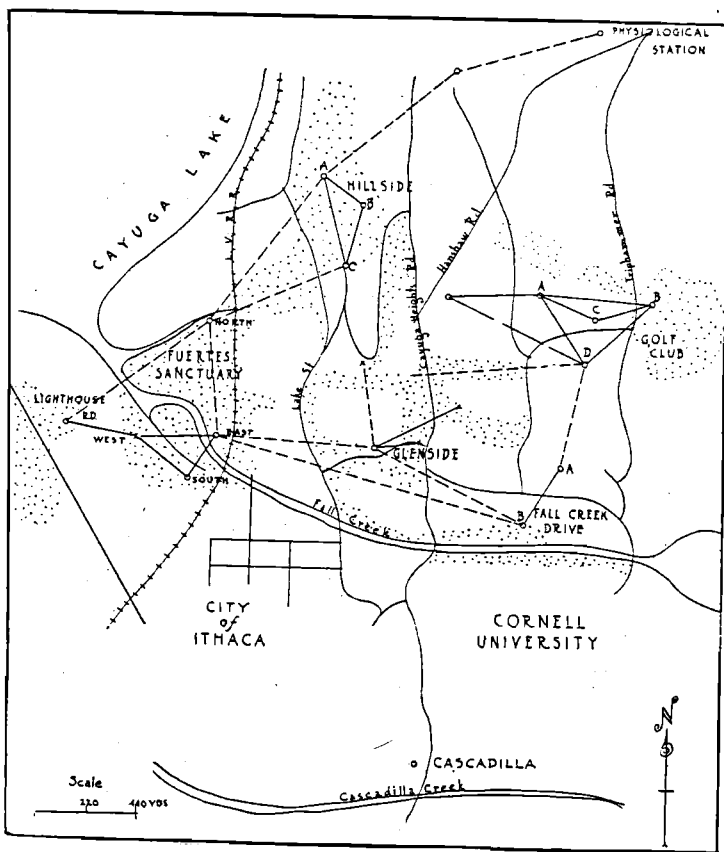 PHYSIOLOGICAL
STATION
CAYUGA LAKE
L.V.R.R.
A
HILLSIDE
B
C
Hanshaw Rd
Triphammer Rd
Cayuga Heights Rd
A
B
C
NORTH
GOLF
CLUB
FUERTES
SANCTUARY
D
A
Lake St
LIGHTHOUSE
RD
WEST
EAST
GLENSIDE
A
SOUTH
Fall Creek
B
FALL CREEK
DRIVE
CITY
of
ITHACA
CORNELL
UNIVERSITY
N
CASCADILLA
Cascadilla Creek
Scale
220 440 YDS